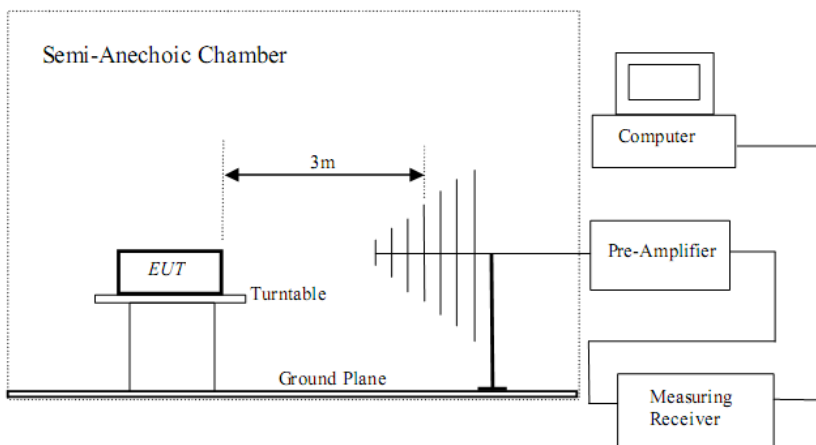 Semi-Anechoic Chamber
Computer
3m
Pre-Amplifier
EUT
Turntable
Ground Plane
Measuring
Receiver